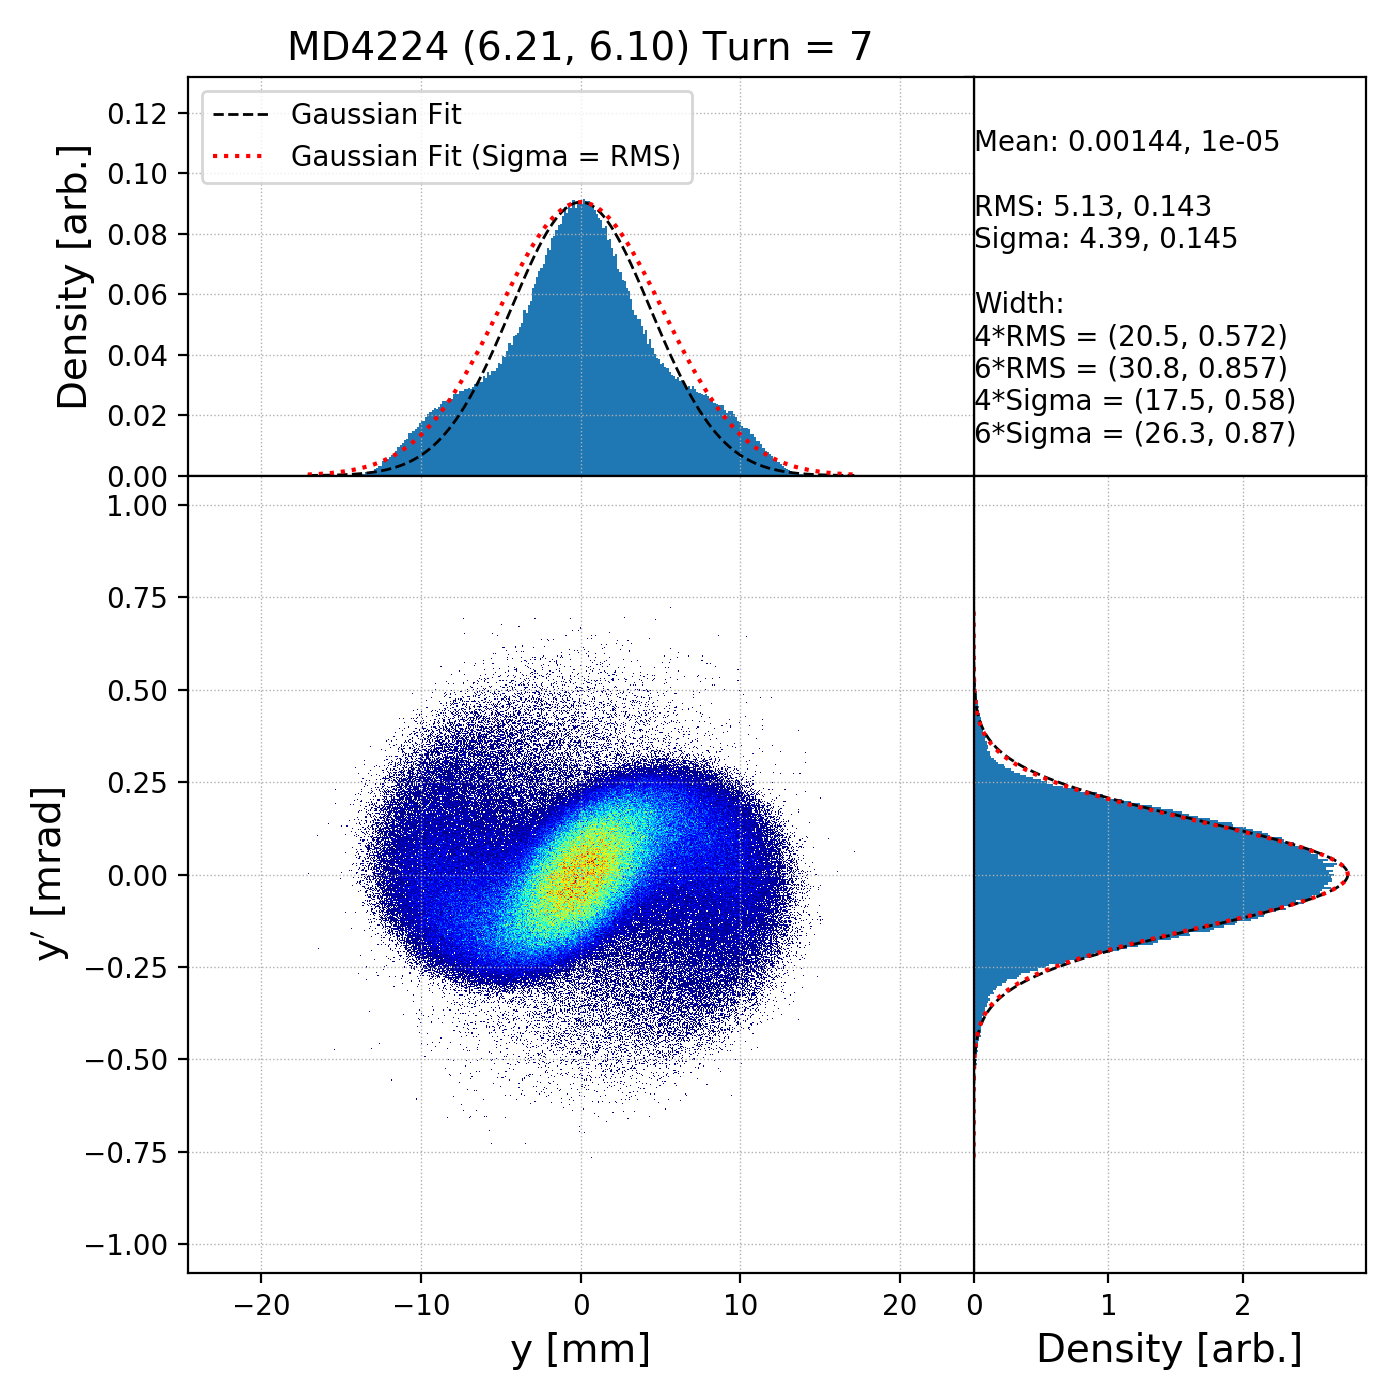 MD4224 (6.21, 6.10) Turn = 7
Gaussian Fit
Gaussian Fit (Sigma = RMS)
Density [arb.]
0.12
0.10
0.08
0.06
0.04
0.02
0.00
Mean: 0.00144, 1e-05
RMS: 5.13, 0.143
Sigma: 4.39, 0.145
Width:
4*RMS = (20.5, 0.572)
6*RMS = (30.8, 0.857)
4*Sigma = (17.5, 0.58)
6*Sigma = (26.3, 0.87)
y′ [mrad]
1.00
0.75
0.50
0.25
0.00
−0.25
−0.50
−0.75
−1.00
−20 −10 0 10 20
y [mm]
0 1 2
Density [arb.]